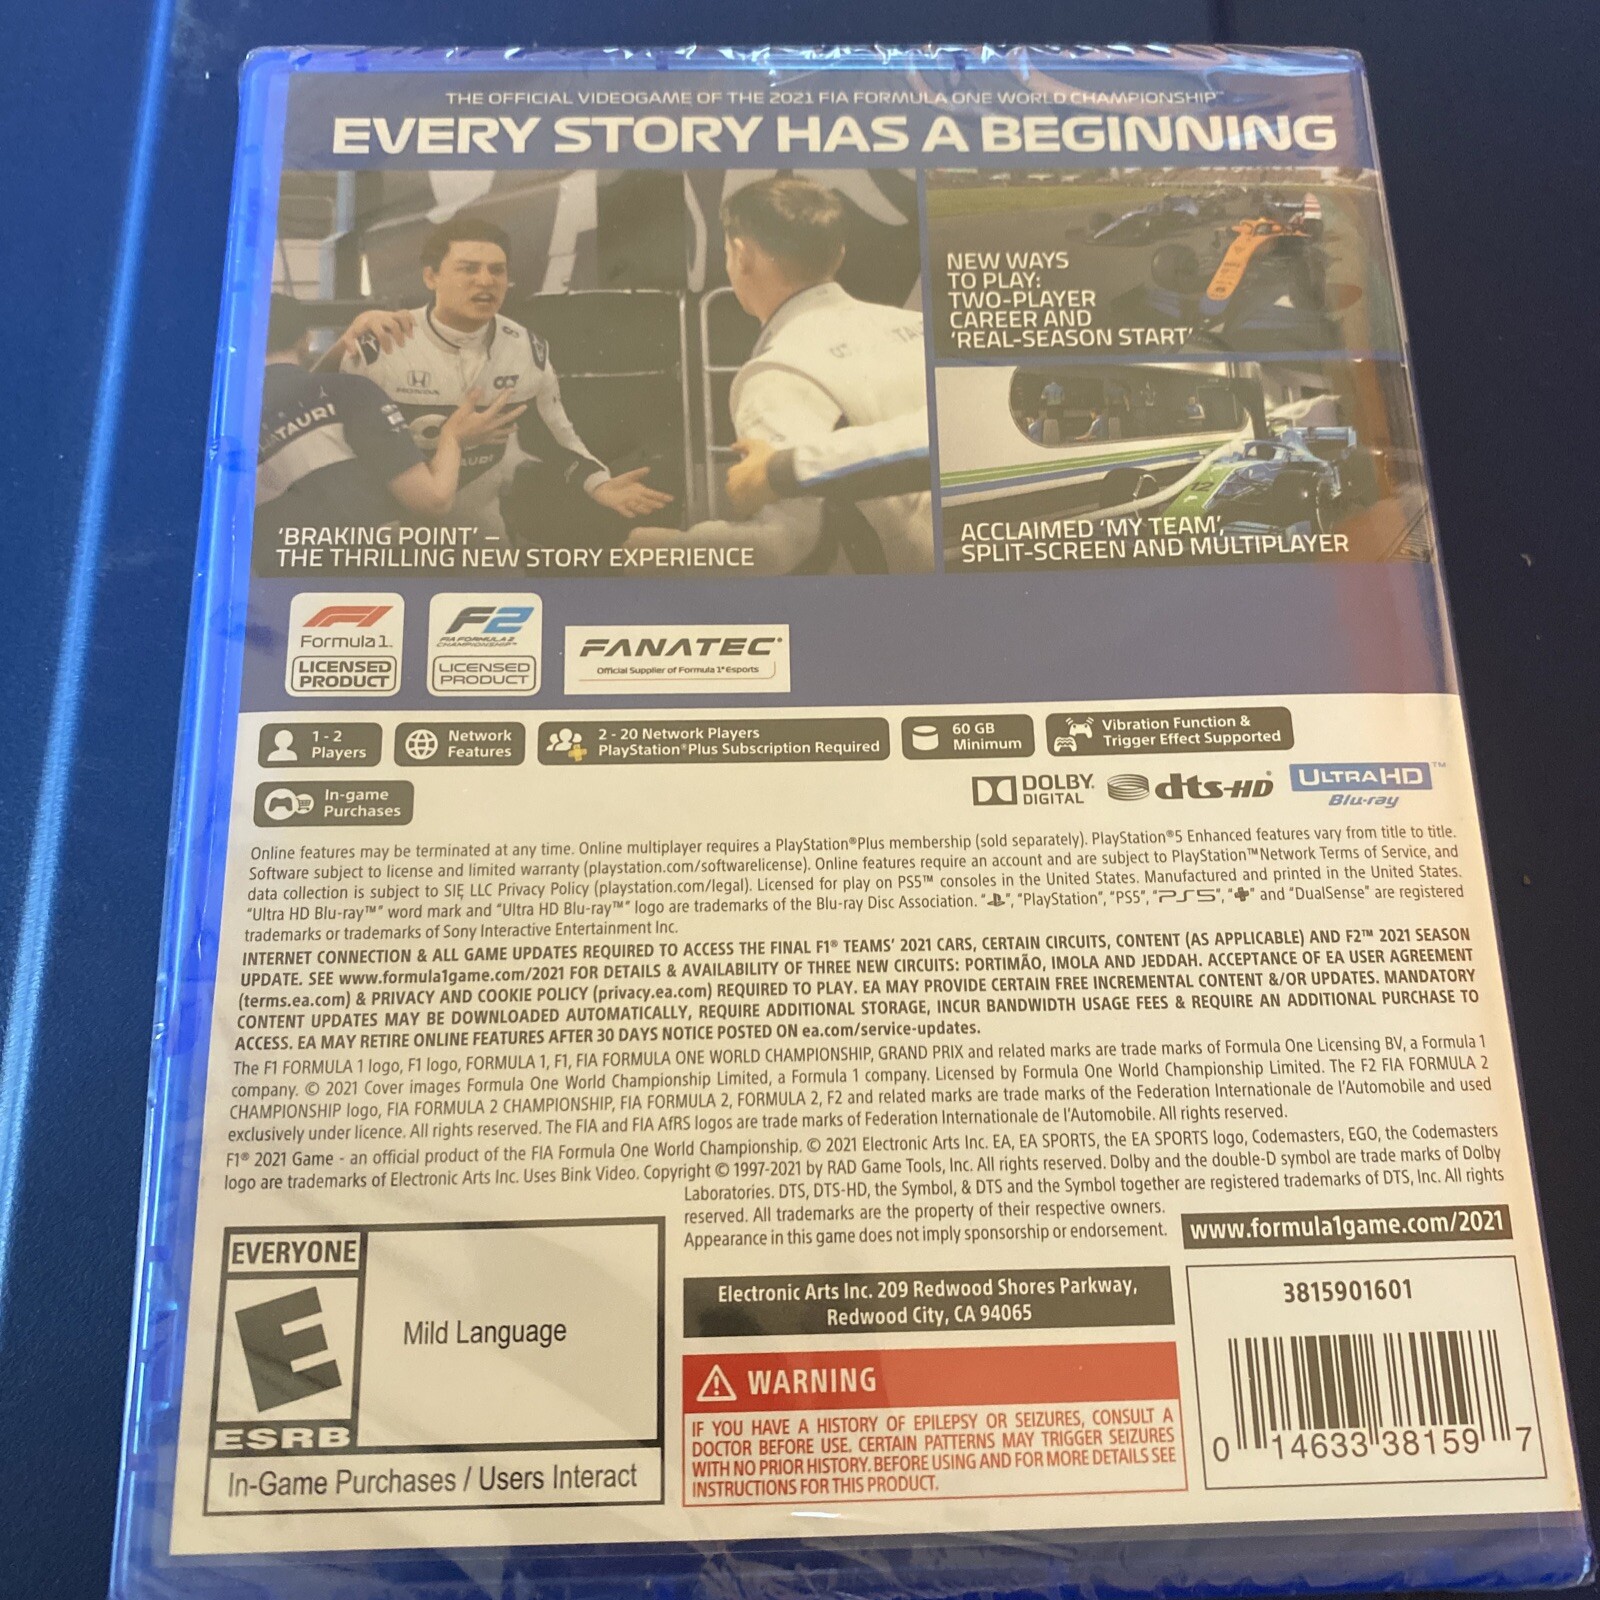 THE OFFICIAL VIDEOGAME OF THE 2021 FIA FORMULA ONE WORLD CHAMPIONSHIP™
EVERY STORY HAS A BEGINNING
HONDA
TAURI
'BRAKING POINT' –
THE THRILLING NEW STORY EXPERIENCE
NEW WAYS
TO PLAY:
TWO-PLAYER
CAREER AND
'REAL-SEASON START'
12
ACCLAIMED 'MY TEAM',
SPLIT-SCREEN AND MULTIPLAYER
F1
Formula 1.
LICENSED
PRODUCT
F2
FIA FORMULA 2
CHAMPIONSHIP™
LICENSED
PRODUCT
FANATEC®
Official Supplier of Formula 1® Esports
1 - 2
Players
Network
Features
2 - 20 Network Players
PlayStation®Plus Subscription Required
60 GB
Minimum
Vibration Function &
Trigger Effect Supported
In-game
Purchases
DOLBY.
DIGITAL
dts-HD®
ULTRA HD™
Blu-ray
Online features may be terminated at any time. Online multiplayer requires a PlayStation®Plus membership (sold separately). PlayStation®5 Enhanced features vary from title to title.
Software subject to license and limited warranty (playstation.com/softwarelicense). Online features require an account and are subject to PlayStation™Network Terms of Service, and
data collection is subject to SIE LLC Privacy Policy (playstation.com/legal). Licensed for play on PS5™ consoles in the United States. Manufactured and printed in the United States.
"Ultra HD Blu-ray™" word mark and "Ultra HD Blu-ray™" logo are trademarks of the Blu-ray Disc Association. " ", "PlayStation", "PS5", "PS5", " " and "DualSense" are registered
trademarks or trademarks of Sony Interactive Entertainment Inc.
INTERNET CONNECTION & ALL GAME UPDATES REQUIRED TO ACCESS THE FINAL F1® TEAMS' 2021 CARS, CERTAIN CIRCUITS, CONTENT (AS APPLICABLE) AND F2™ 2021 SEASON
UPDATE. SEE www.formula1game.com/2021 FOR DETAILS & AVAILABILITY OF THREE NEW CIRCUITS: PORTIMÃO, IMOLA AND JEDDAH. ACCEPTANCE OF EA USER AGREEMENT
(terms.ea.com) & PRIVACY AND COOKIE POLICY (privacy.ea.com) REQUIRED TO PLAY. EA MAY PROVIDE CERTAIN FREE INCREMENTAL CONTENT &/OR UPDATES. MANDATORY
CONTENT UPDATES MAY BE DOWNLOADED AUTOMATICALLY, REQUIRE ADDITIONAL STORAGE, INCUR BANDWIDTH USAGE FEES & REQUIRE AN ADDITIONAL PURCHASE TO
ACCESS. EA MAY RETIRE ONLINE FEATURES AFTER 30 DAYS NOTICE POSTED ON ea.com/service-updates.
The F1 FORMULA 1 logo, F1 logo, FORMULA 1, F1, FIA FORMULA ONE WORLD CHAMPIONSHIP, GRAND PRIX and related marks are trade marks of Formula One Licensing BV, a Formula 1
company. © 2021 Cover images Formula One World Championship Limited, a Formula 1 company. Licensed by Formula One World Championship Limited. The F2 FIA FORMULA 2
CHAMPIONSHIP logo, FIA FORMULA 2 CHAMPIONSHIP, FIA FORMULA 2, FORMULA 2, F2 and related marks are trade marks of the Federation Internationale de l'Automobile and used
exclusively under licence. All rights reserved. The FIA and FIA AfRS logos are trade marks of Federation Internationale de l'Automobile. All rights reserved.
F1® 2021 Game - an official product of the FIA Formula One World Championship. © 2021 Electronic Arts Inc. EA, EA SPORTS, the EA SPORTS logo, Codemasters, EGO, the Codemasters
logo are trademarks of Electronic Arts Inc. Uses Bink Video. Copyright © 1997-2021 by RAD Game Tools, Inc. All rights reserved. Dolby and the double-D symbol are trade marks of Dolby
Laboratories. DTS, DTS-HD, the Symbol, & DTS and the Symbol together are registered trademarks of DTS, Inc. All rights
reserved. All trademarks are the property of their respective owners.
Appearance in this game does not imply sponsorship or endorsement.
www.formula1game.com/2021
EVERYONE
E
ESRB
Mild Language
In-Game Purchases / Users Interact
Electronic Arts Inc. 209 Redwood Shores Parkway,
Redwood City, CA 94065
WARNING
IF YOU HAVE A HISTORY OF EPILEPSY OR SEIZURES, CONSULT A
DOCTOR BEFORE USE. CERTAIN PATTERNS MAY TRIGGER SEIZURES
WITH NO PRIOR HISTORY. BEFORE USING AND FOR MORE DETAILS SEE
INSTRUCTIONS FOR THIS PRODUCT.
3815901601
0 14633 38159 7